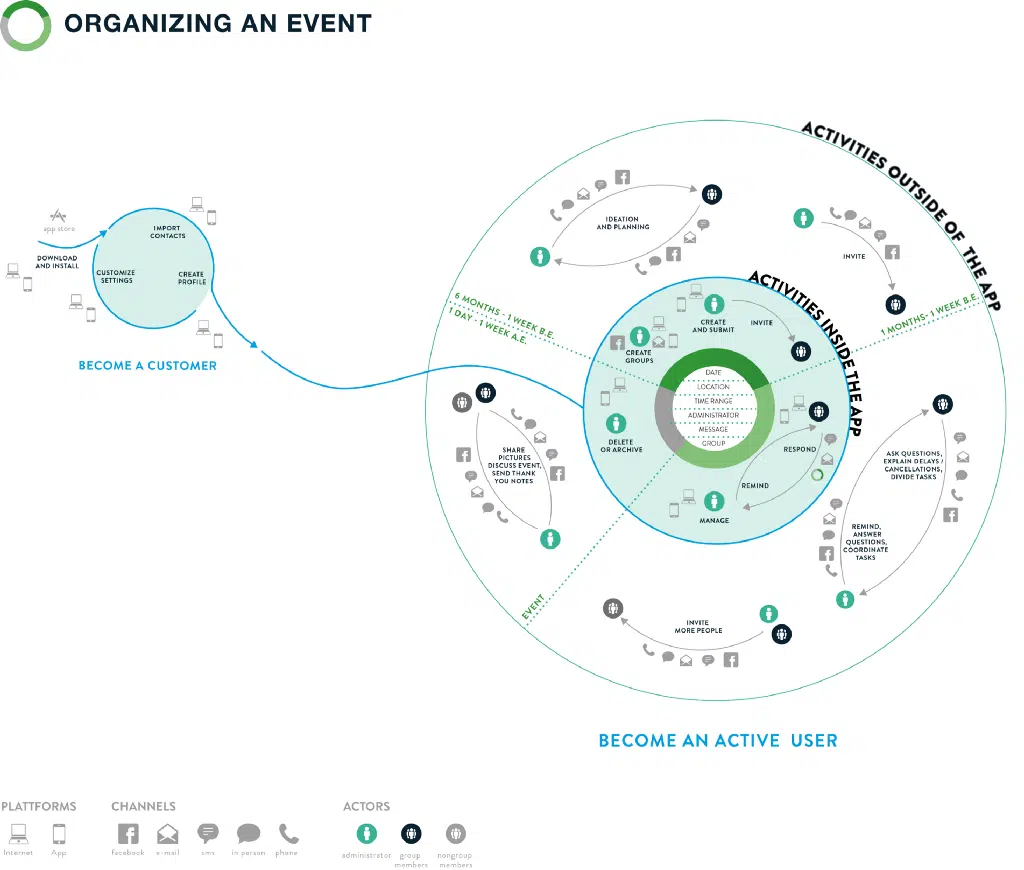 ORGANIZING AN EVENT
app store
DOWNLOAD
AND INSTALL
IMPORT
CONTACTS
CUSTOMIZE
SETTINGS
CREATE
PROFILE
BECOME A CUSTOMER
ACTIVITIES OUTSIDE OF THE APP
IDEATION
AND PLANNING
INVITE
6 MONTHS - 1 WEEK B.E.
1 DAY - 1 WEEK A.E.
1 MONTHS- 1 WEEK B.E.
ACTIVITIES INSIDE THE APP
CREATE
AND SUBMIT
INVITE
CREATE
GROUPS
DATE
LOCATION
TIME RANGE
ADMINISTRATOR
MESSAGE
GROUP
DELETE
OR ARCHIVE
RESPOND
REMIND
MANAGE
SHARE
PICTURES
DISCUSS EVENT,
SEND THANK
YOU NOTES
ASK QUESTIONS,
EXPLAIN DELAYS /
CANCELLATIONS,
DIVIDE TASKS
REMIND,
ANSWER
QUESTIONS,
COORDINATE
TASKS
EVENT
INVITE
MORE PEOPLE
BECOME AN ACTIVE USER
PLATTFORMS
Internet
App
CHANNELS
facebook
e-mail
sms
in person
phone
ACTORS
administrator
group
members
nongroup
members